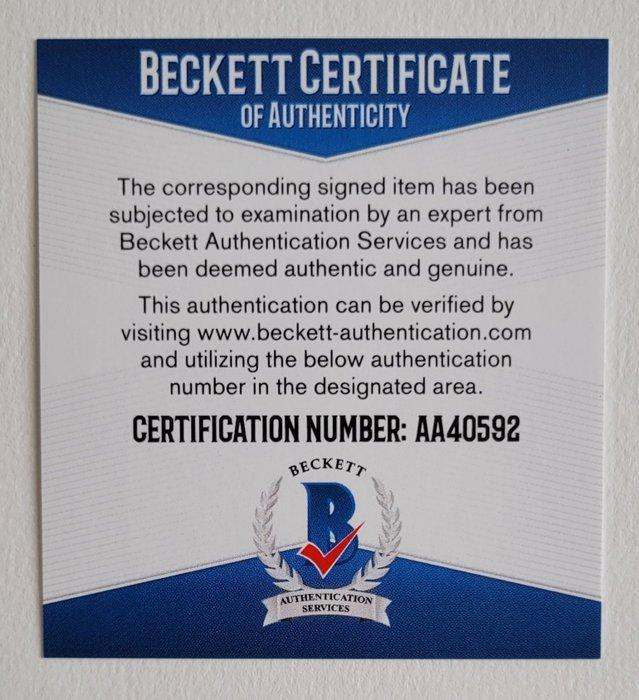 BECKETT CERTIFICATE
OF AUTHENTICITY
The corresponding signed item has been
subjected to examination by an expert from
Beckett Authentication Services and has
been deemed authentic and genuine.
This authentication can be verified by
visiting www.beckett-authentication.com
and utilizing the below authentication
number in the designated area.
CERTIFICATION NUMBER: AA40592
BECKETT
B
AUTHENTICATION
SERVICES